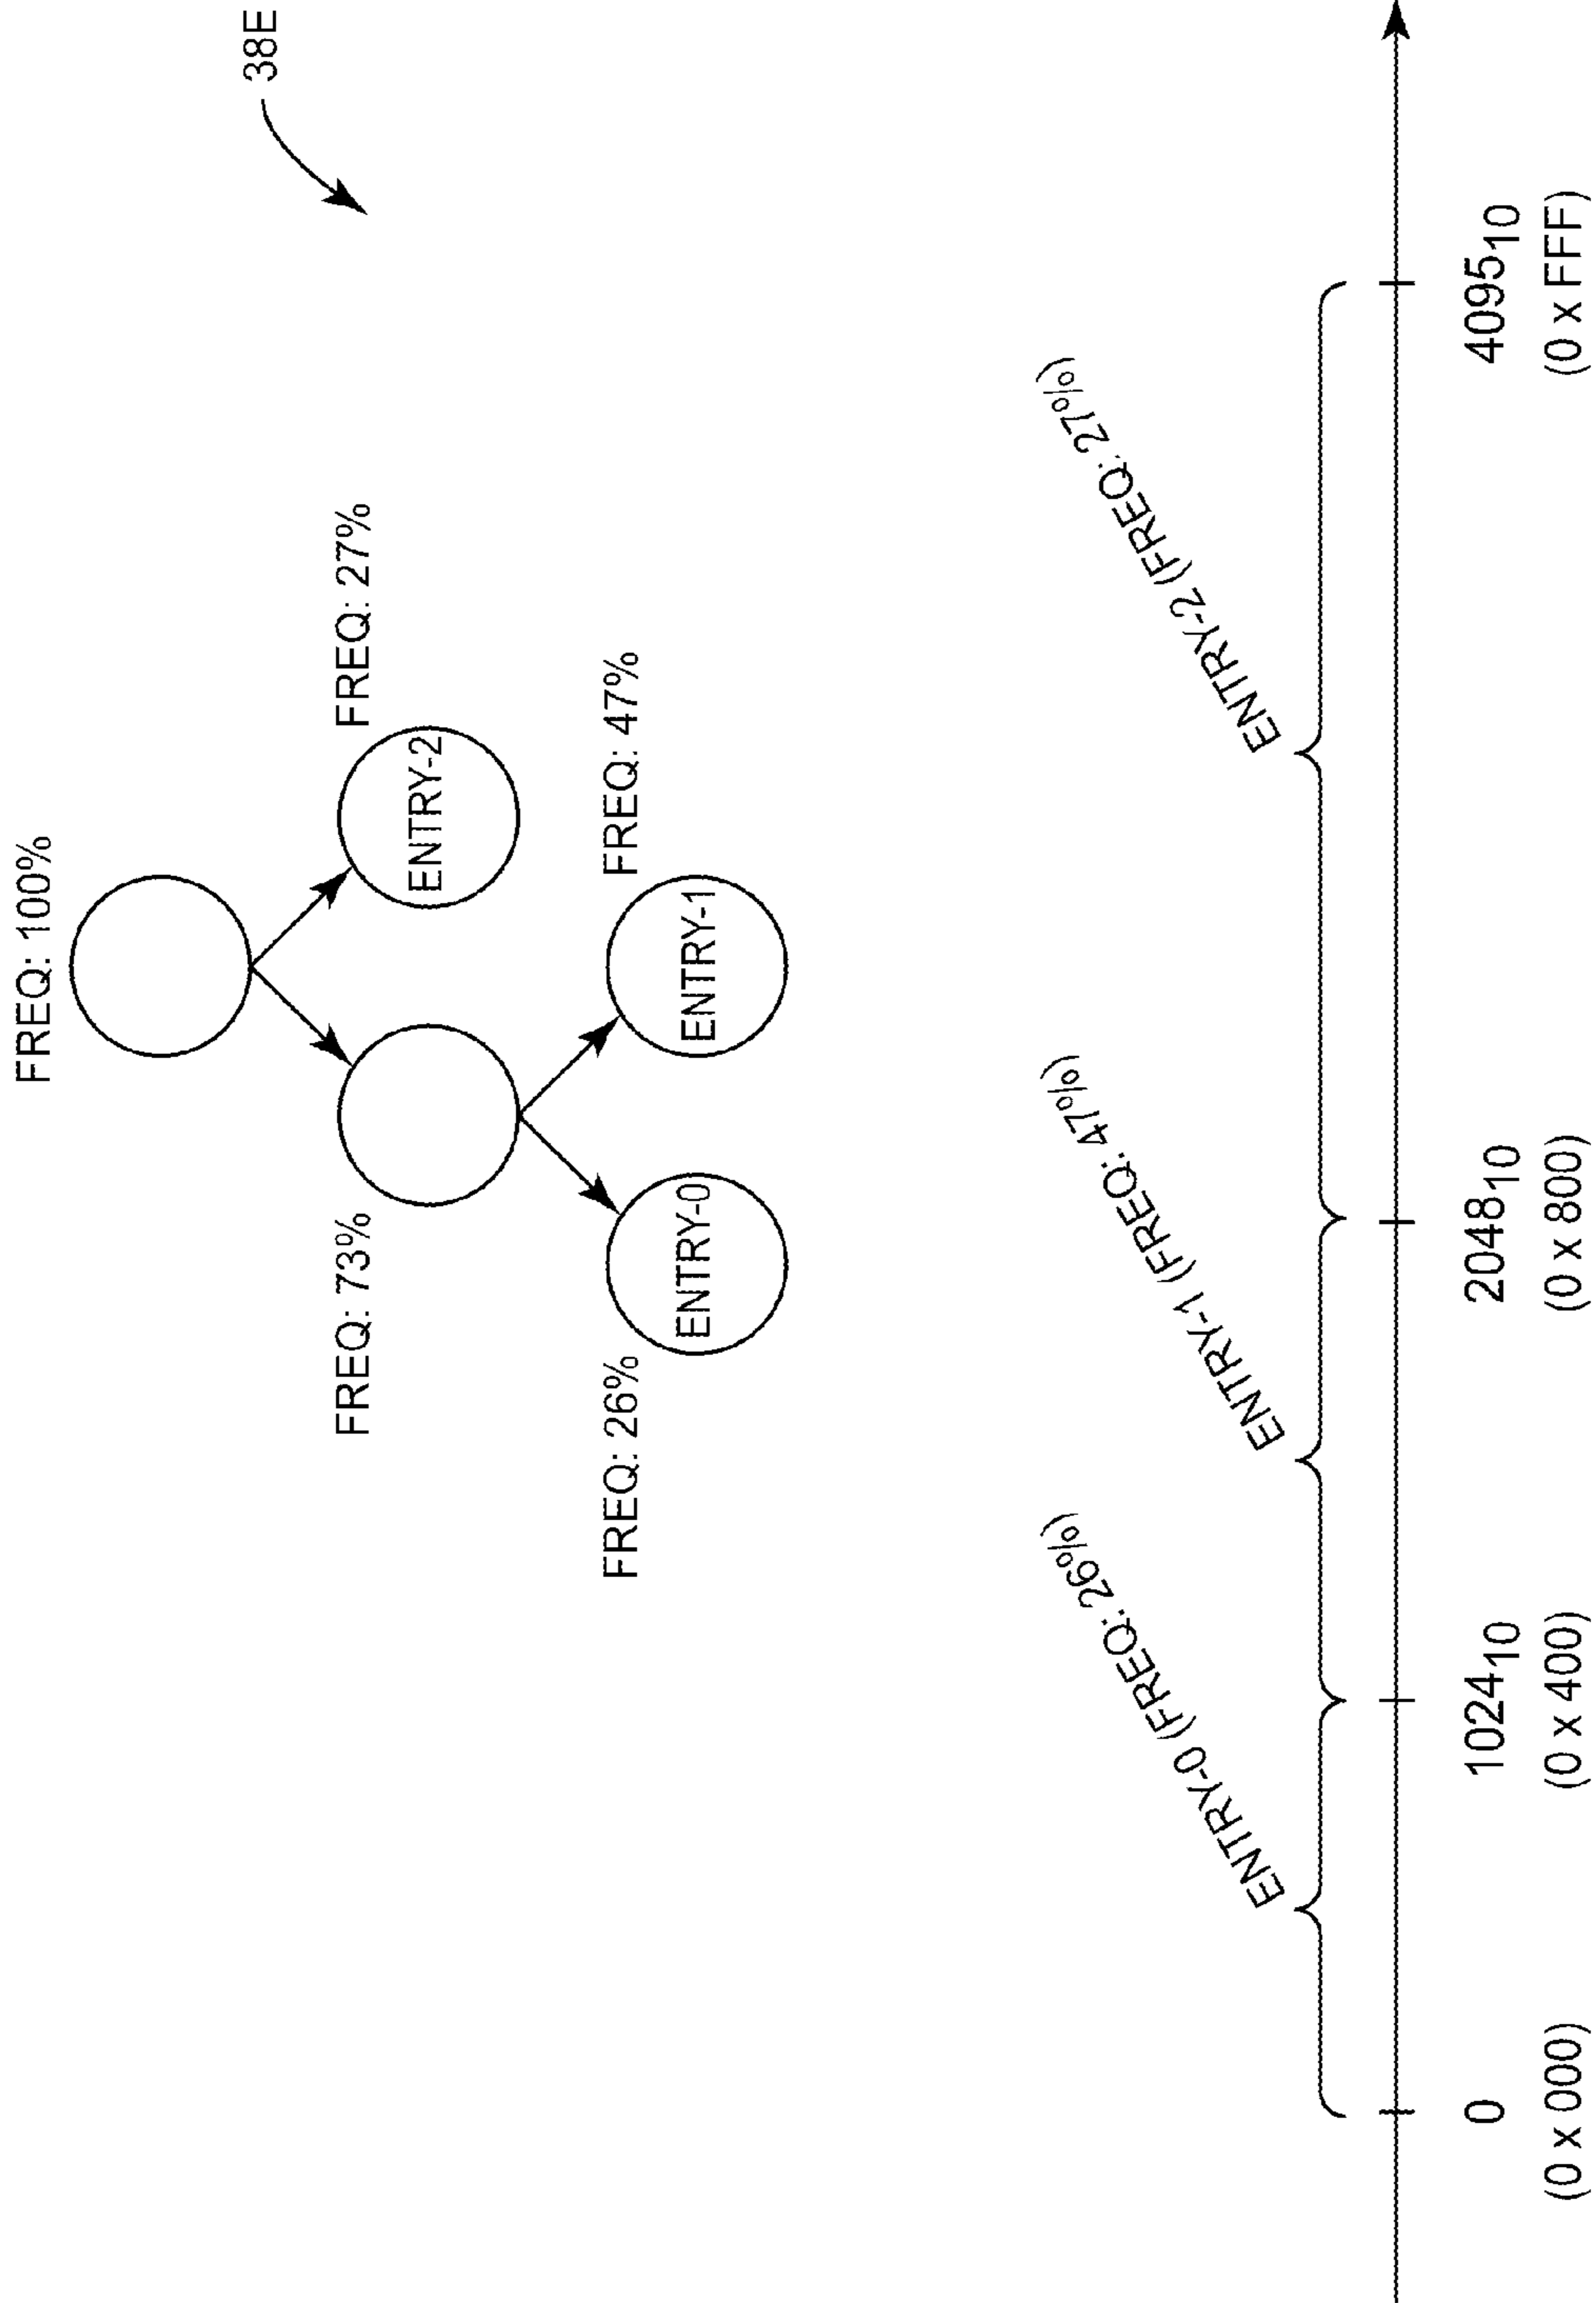 38E
FREQ: 100%
FREQ: 73%
FREQ: 27%
ENTRY-2
FREQ: 26%
FREQ: 47%
ENTRY-0
ENTRY-1
ENTRY-0 (FREQ: 26%)
ENTRY-1 (FREQ: 47%)
ENTRY-2 (FREQ: 27%)
0
1024₁₀
2048₁₀
4095₁₀
(0 x 000)
(0 x 400)
(0 x 800)
(0 x FFF)